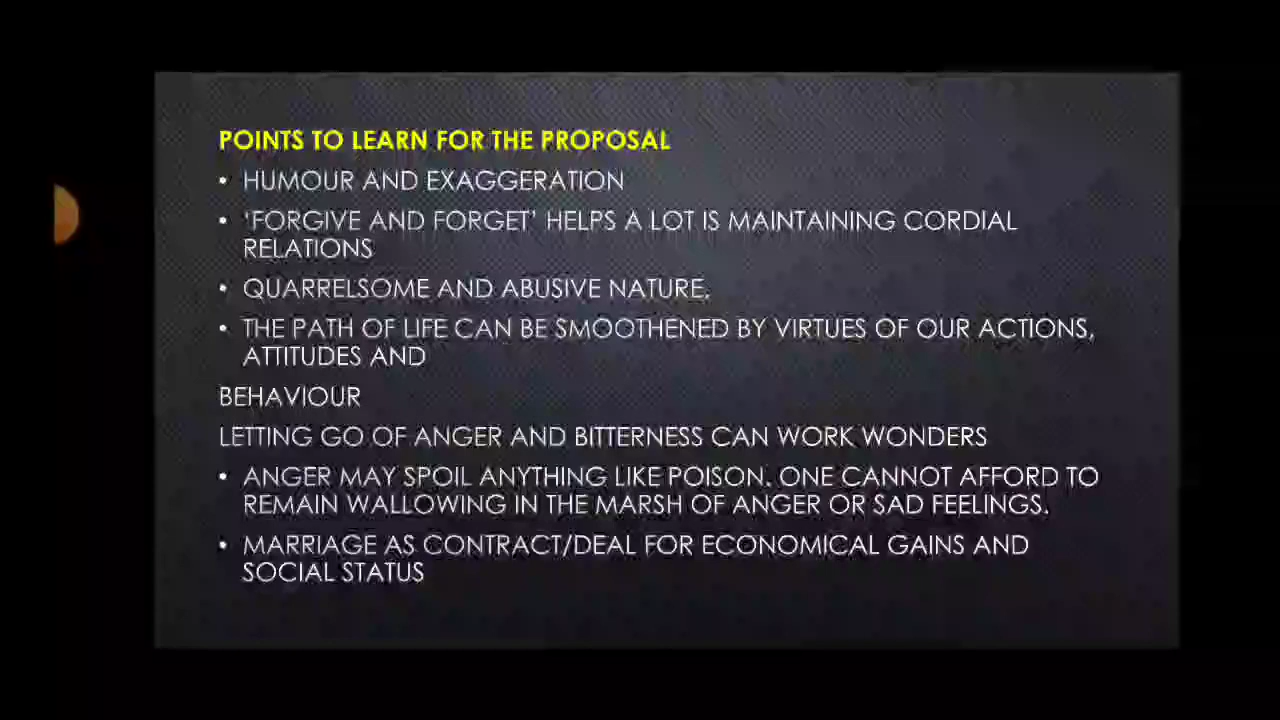 POINTS TO LEARN FOR THE PROPOSAL
• HUMOUR AND EXAGGERATION
• ‘FORGIVE AND FORGET’ HELPS A LOT IS MAINTAINING CORDIAL
RELATIONS
• QUARRELSOME AND ABUSIVE NATURE.
• THE PATH OF LIFE CAN BE SMOOTHENED BY VIRTUES OF OUR ACTIONS,
ATTITUDES AND
BEHAVIOUR
LETTING GO OF ANGER AND BITTERNESS CAN WORK WONDERS
• ANGER MAY SPOIL ANYTHING LIKE POISON. ONE CANNOT AFFORD TO
REMAIN WALLOWING IN THE MARSH OF ANGER OR SAD FEELINGS.
• MARRIAGE AS CONTRACT/DEAL FOR ECONOMICAL GAINS AND
SOCIAL STATUS